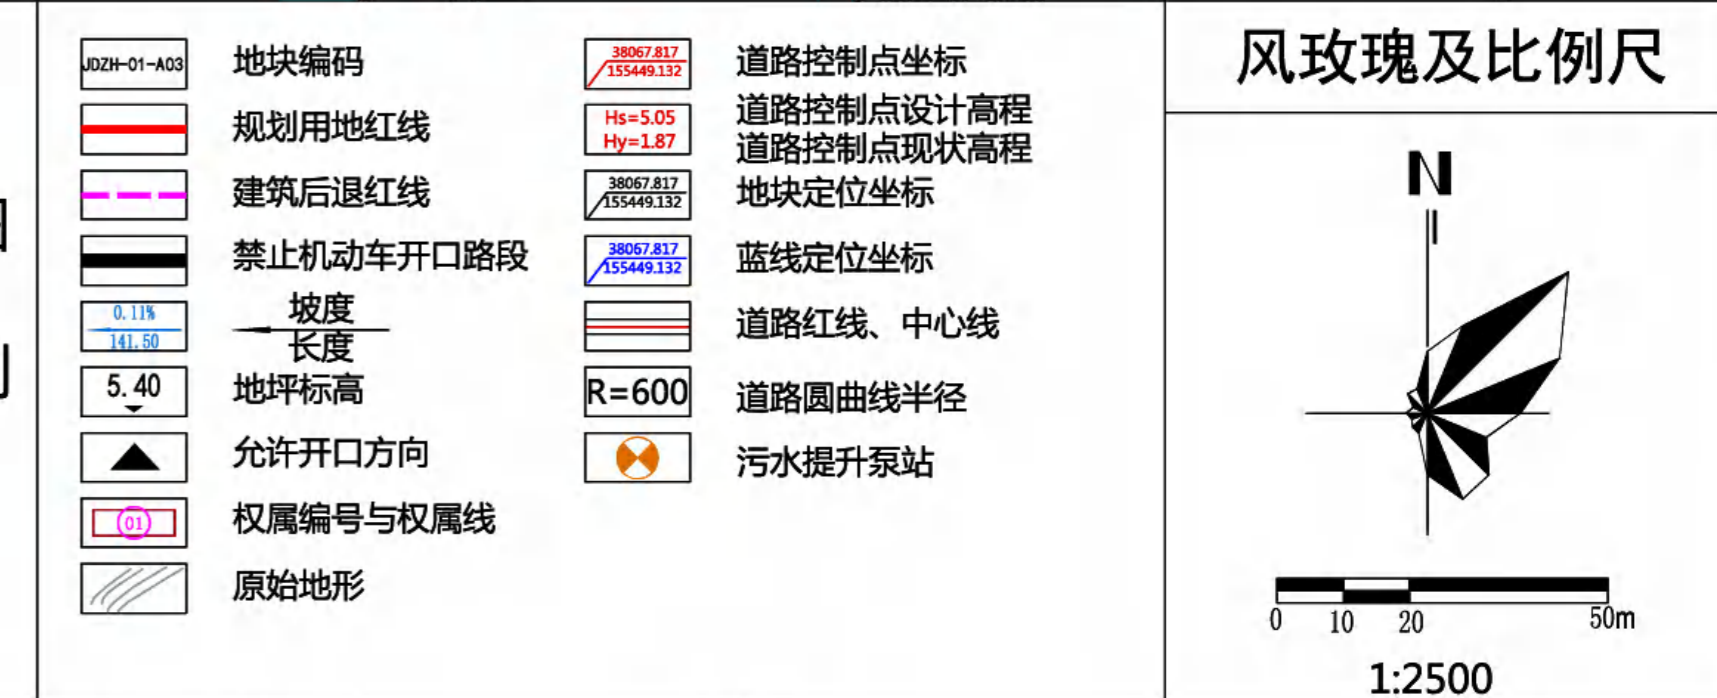 JDZH-01-A03 地块编码
规划用地红线
建筑后退红线
禁止机动车开口路段
0.11%
141.50
坡度
长度
5.40 地坪标高
允许开口方向
01 权属编号与权属线
原始地形
38067.817
155449.132
道路控制点坐标
Hs=5.05 道路控制点设计高程
Hy=1.87 道路控制点现状高程
38067.817
155449.132
地块定位坐标
38067.817
155449.132
蓝线定位坐标
道路红线、中心线
R=600 道路圆曲线半径
污水提升泵站
风玫瑰及比例尺
N
0 10 20 50m
1:2500